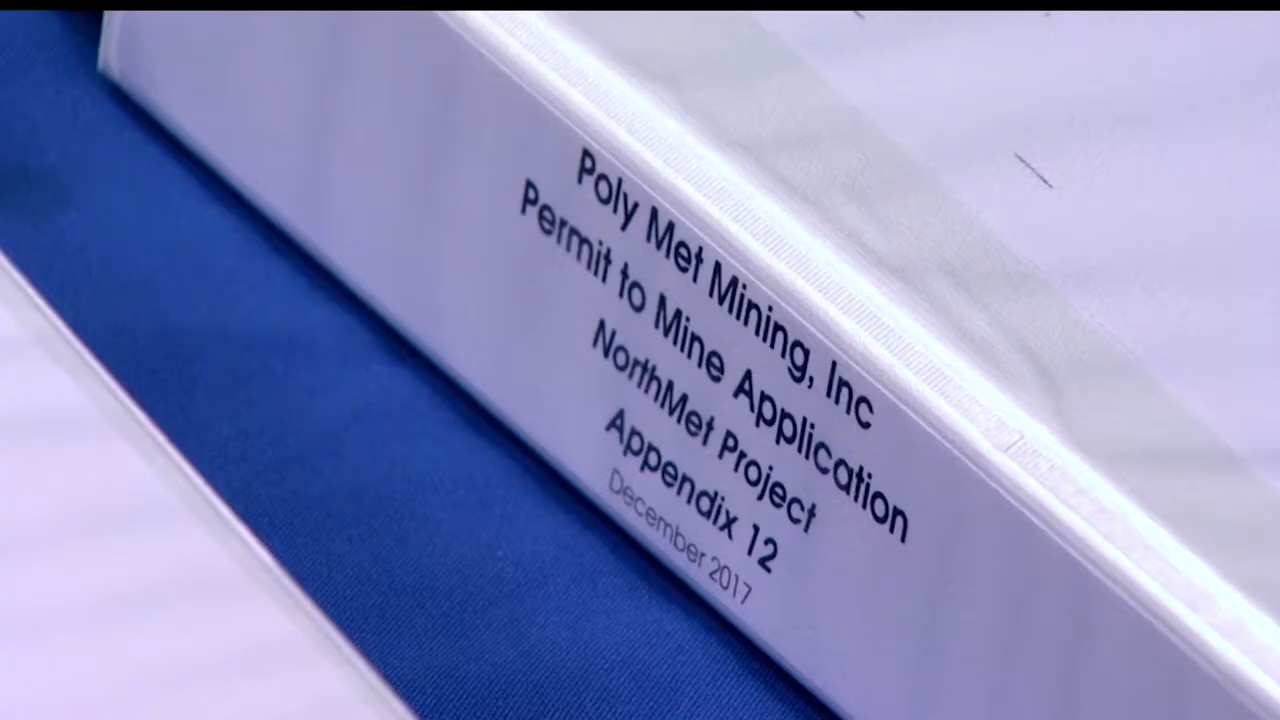 Poly Met Mining, Inc
Permit to Mine Application
NorthMet Project
Appendix 12
December 2017